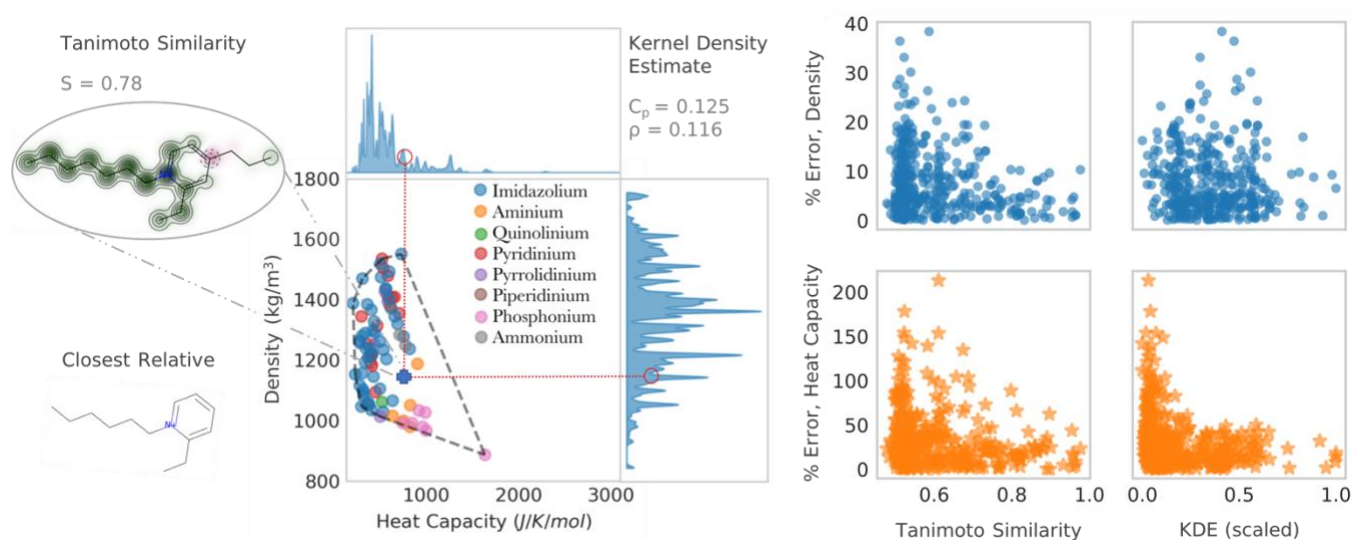 Tanimoto Similarity
S = 0.78
N+
Closest Relative
N+
Kernel Density
Estimate
Cp = 0.125
ρ = 0.116
1800
1600
1400
1200
1000
800
Density (kg/m³)
Imidazolium
Aminium
Quinolinium
Pyridinium
Pyrrolidinium
Piperidinium
Phosphonium
Ammonium
1000
2000
3000
Heat Capacity (J/K/mol)
40
30
20
10
0
% Error, Density
200
150
100
50
0
% Error, Heat Capacity
0.6
0.8
1.0
Tanimoto Similarity
0.0
0.5
1.0
KDE (scaled)